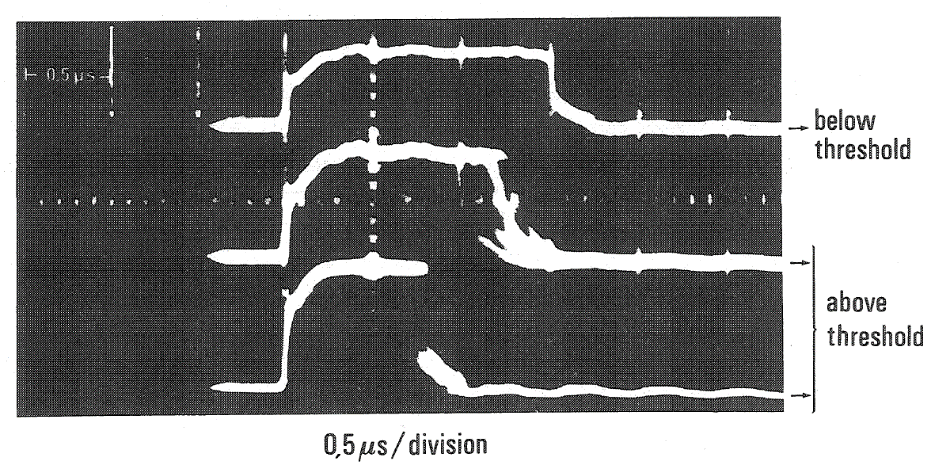 0.5 µs
below
threshold
above
threshold
0,5 µs / division